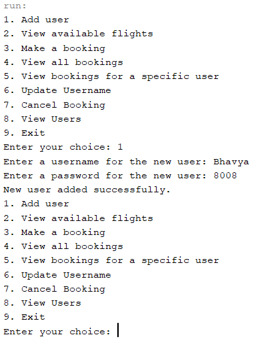 run:
1. Add user
2. View available flights
3. Make a booking
4. View all bookings
5. View bookings for a specific user
6. Update Username
7. Cancel Booking
8. View Users
9. Exit
Enter your choice: 1
Enter a username for the new user: Bhavya
Enter a password for the new user: 8008
New user added successfully.
1. Add user
2. View available flights
3. Make a booking
4. View all bookings
5. View bookings for a specific user
6. Update Username
7. Cancel Booking
8. View Users
9. Exit
Enter your choice: